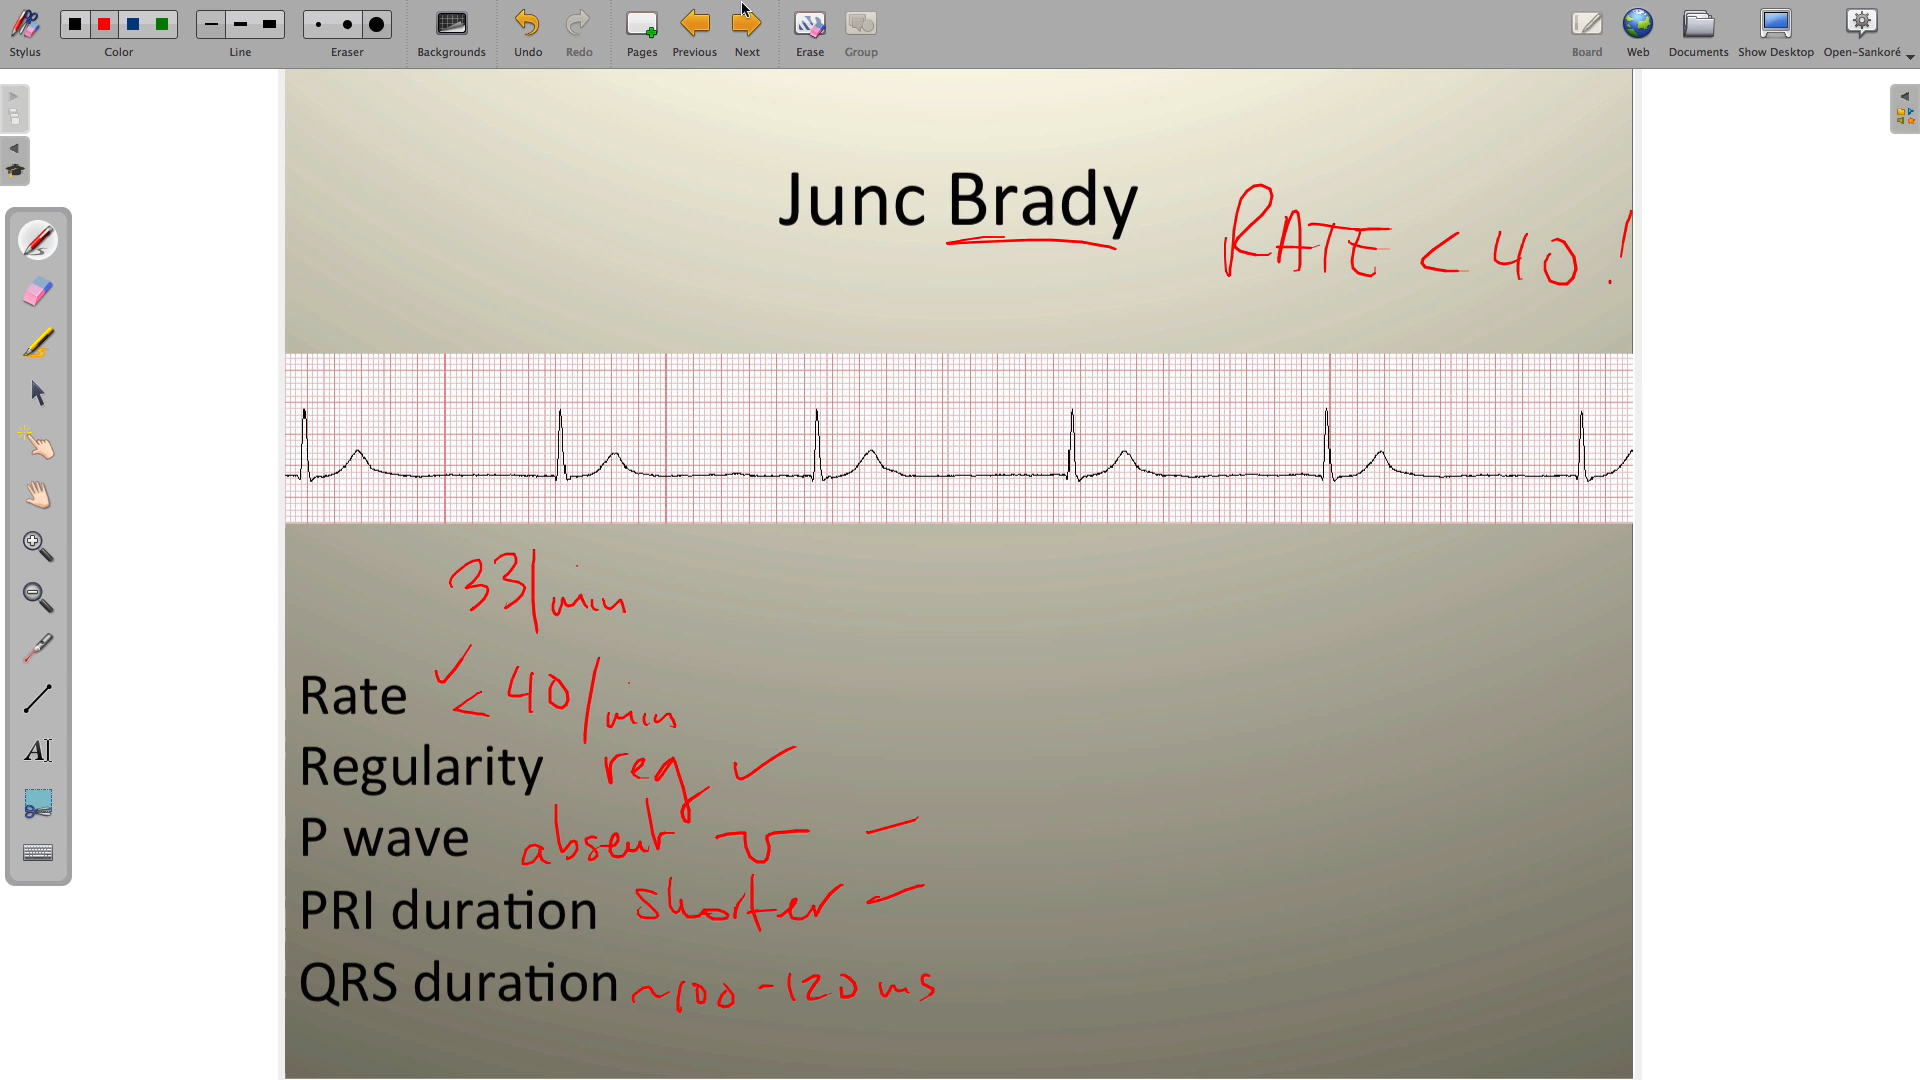 Stylus Color Line Eraser Backgrounds Undo Redo Pages Previous Next Erase Group Board Web Documents Show Desktop Open-Sankoré
Junc Brady
RATE < 40 !
33/min
Rate < 40/min
Regularity reg
P wave absent
PRI duration shorter
QRS duration ~100-120 ms
AI